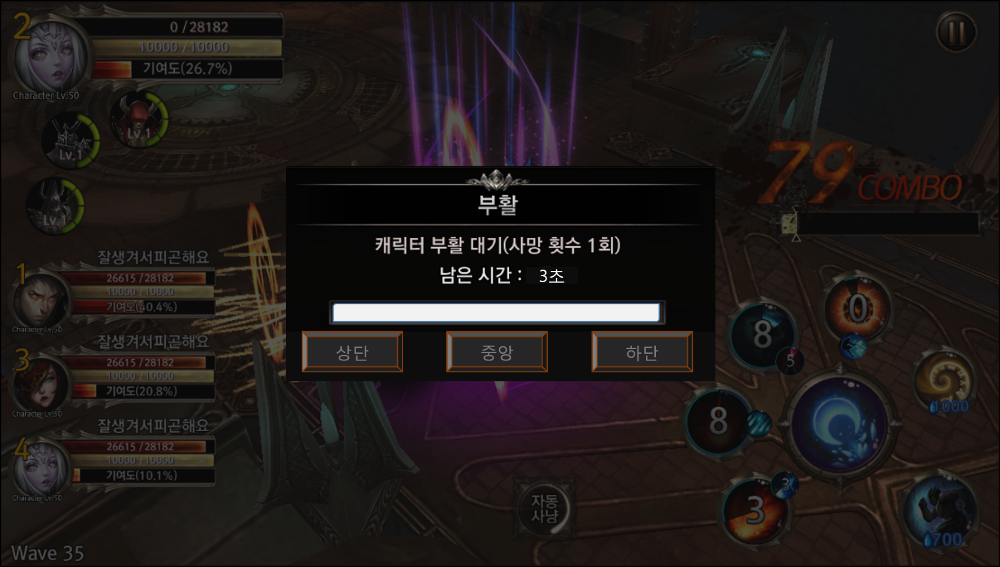 2
0 / 28182
10000 / 10000
기여도(26.7%)
Character Lv.50
Lv.1
Lv.1
Lv.1
잘생겨서피곤해요
1
26615 / 28182
10000 / 10000
기여도(40.4%)
Character Lv.50
잘생겨서피곤해요
3
26615 / 28182
10000 / 10000
기여도(20.8%)
Character Lv.50
잘생겨서피곤해요
4
26615 / 28182
10000 / 10000
기여도(10.1%)
Character Lv.50
Wave 35
부활
캐릭터 부활 대기(사망 횟수 1회)
남은 시간 : 3초
상단 중앙 하단
79 COMBO
0
8
5
1000
8
3
3
700
자동
사냥